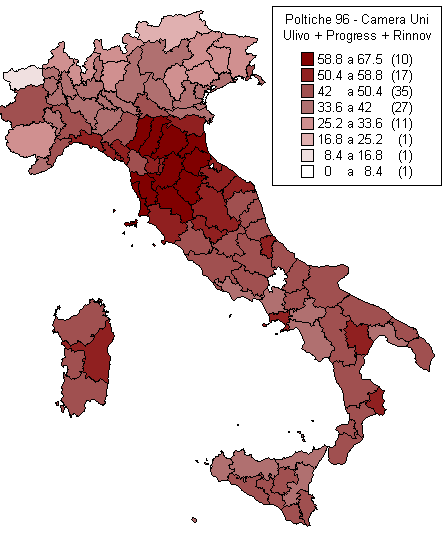 Poltiche 96 - Camera Uni
Ulivo + Progress + Rinnov
58.8 a 67.5 (10)
50.4 a 58.8 (17)
42 a 50.4 (35)
33.6 a 42 (27)
25.2 a 33.6 (11)
16.8 a 25.2 (1)
8.4 a 16.8 (1)
0 a 8.4 (1)